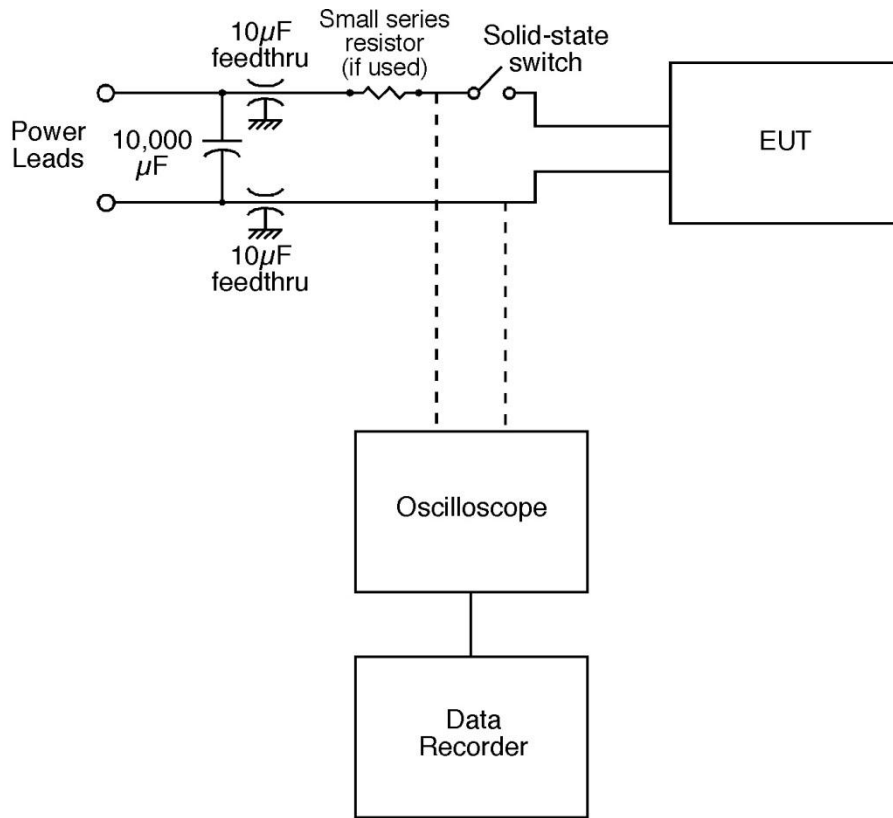 10µF
feedthru
Small series
resistor
(if used)
Solid-state
switch
Power
Leads
10,000
µF
EUT
10µF
feedthru
Oscilloscope
Data
Recorder